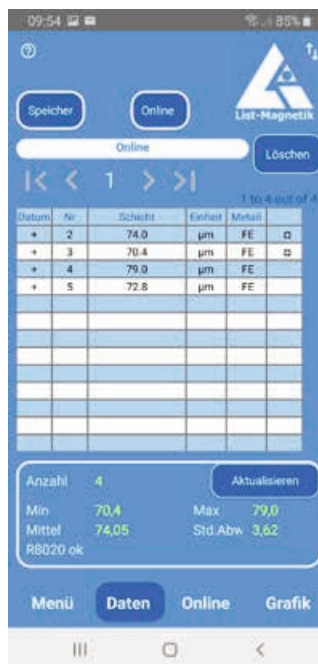 09:54 85%
List-Magnetik
Speicher Online
Online Löschen
1
1 to 4 out of 4
Datum Nr Schicht Einheit Metall
+ 2 74.0 µm FE
+ 3 70.4 µm FE
+ 4 79.0 µm FE
+ 5 72.8 µm FE
Anzahl 4 Aktualisieren
Min 70,4 Max 79,0
Mittel 74,05 Std.Abw. 3,62
R8020 ok
Menü Daten Online Grafik